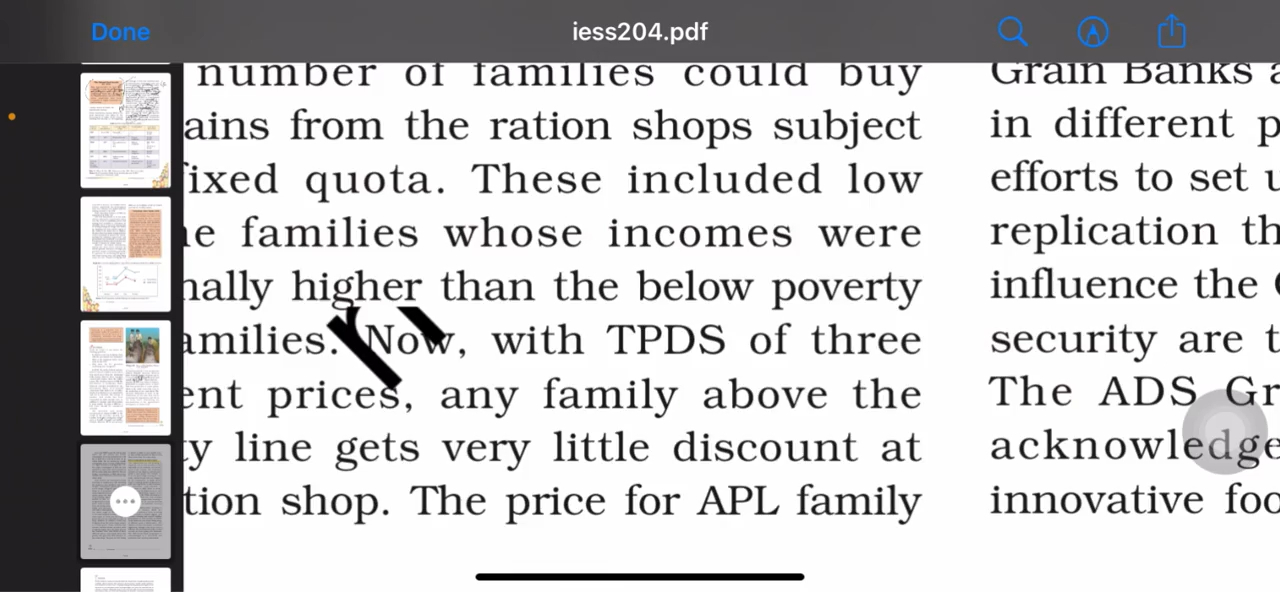 Done
iess204.pdf
number of families could buy
ains from the ration shops subject
fixed quota. These included low
families whose incomes were
nally higher than the below poverty
amilies. Now, with TPDS of three
ent prices, any family above the
ty line gets very little discount at
tion shop. The price for APL family
Grain Banks
in different p
efforts to set u
replication th
influence the
security are t
The ADS Gr
acknowledge
innovative foo